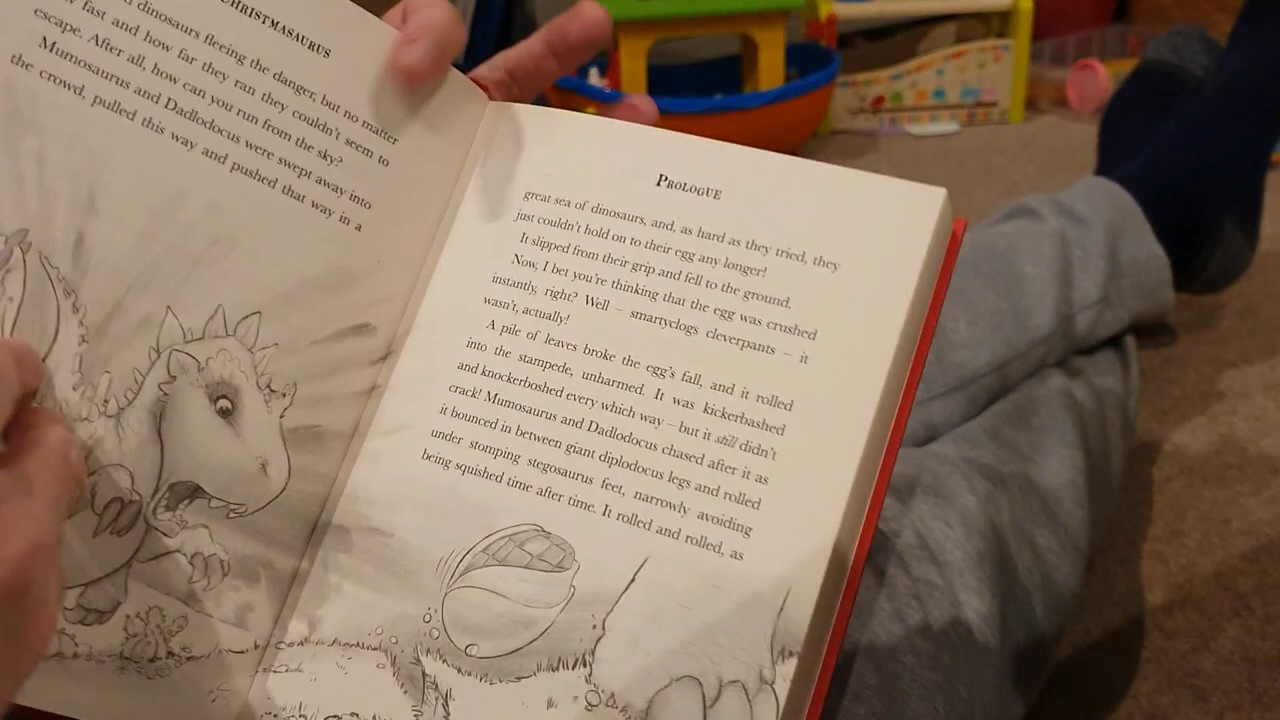 CHRISTMASAURUS
dinosaurs fleeing the danger, but no matter
fast and how far they ran they couldn't seem to
escape. After all, how can you run from the sky?
Mumosaurus and Dadlodocus were swept away into
the crowd, pulled this way and pushed that way in a
PROLOGUE
great sea of dinosaurs, and, as hard as they tried, they
just couldn't hold on to their egg any longer!
It slipped from their grip and fell to the ground.
Now, I bet you're thinking that the egg was crushed
instantly, right? Well – smartyclogs cleverpants – it
wasn't, actually!
A pile of leaves broke the egg's fall, and it rolled
into the stampede, unharmed. It was kickerbashed
and knockerboshed every which way – but it still didn't
crack! Mumosaurus and Dadlodocus chased after it as
it bounced in between giant diplodocus legs and rolled
under stomping stegosaurus feet, narrowly avoiding
being squished time after time. It rolled and rolled, as